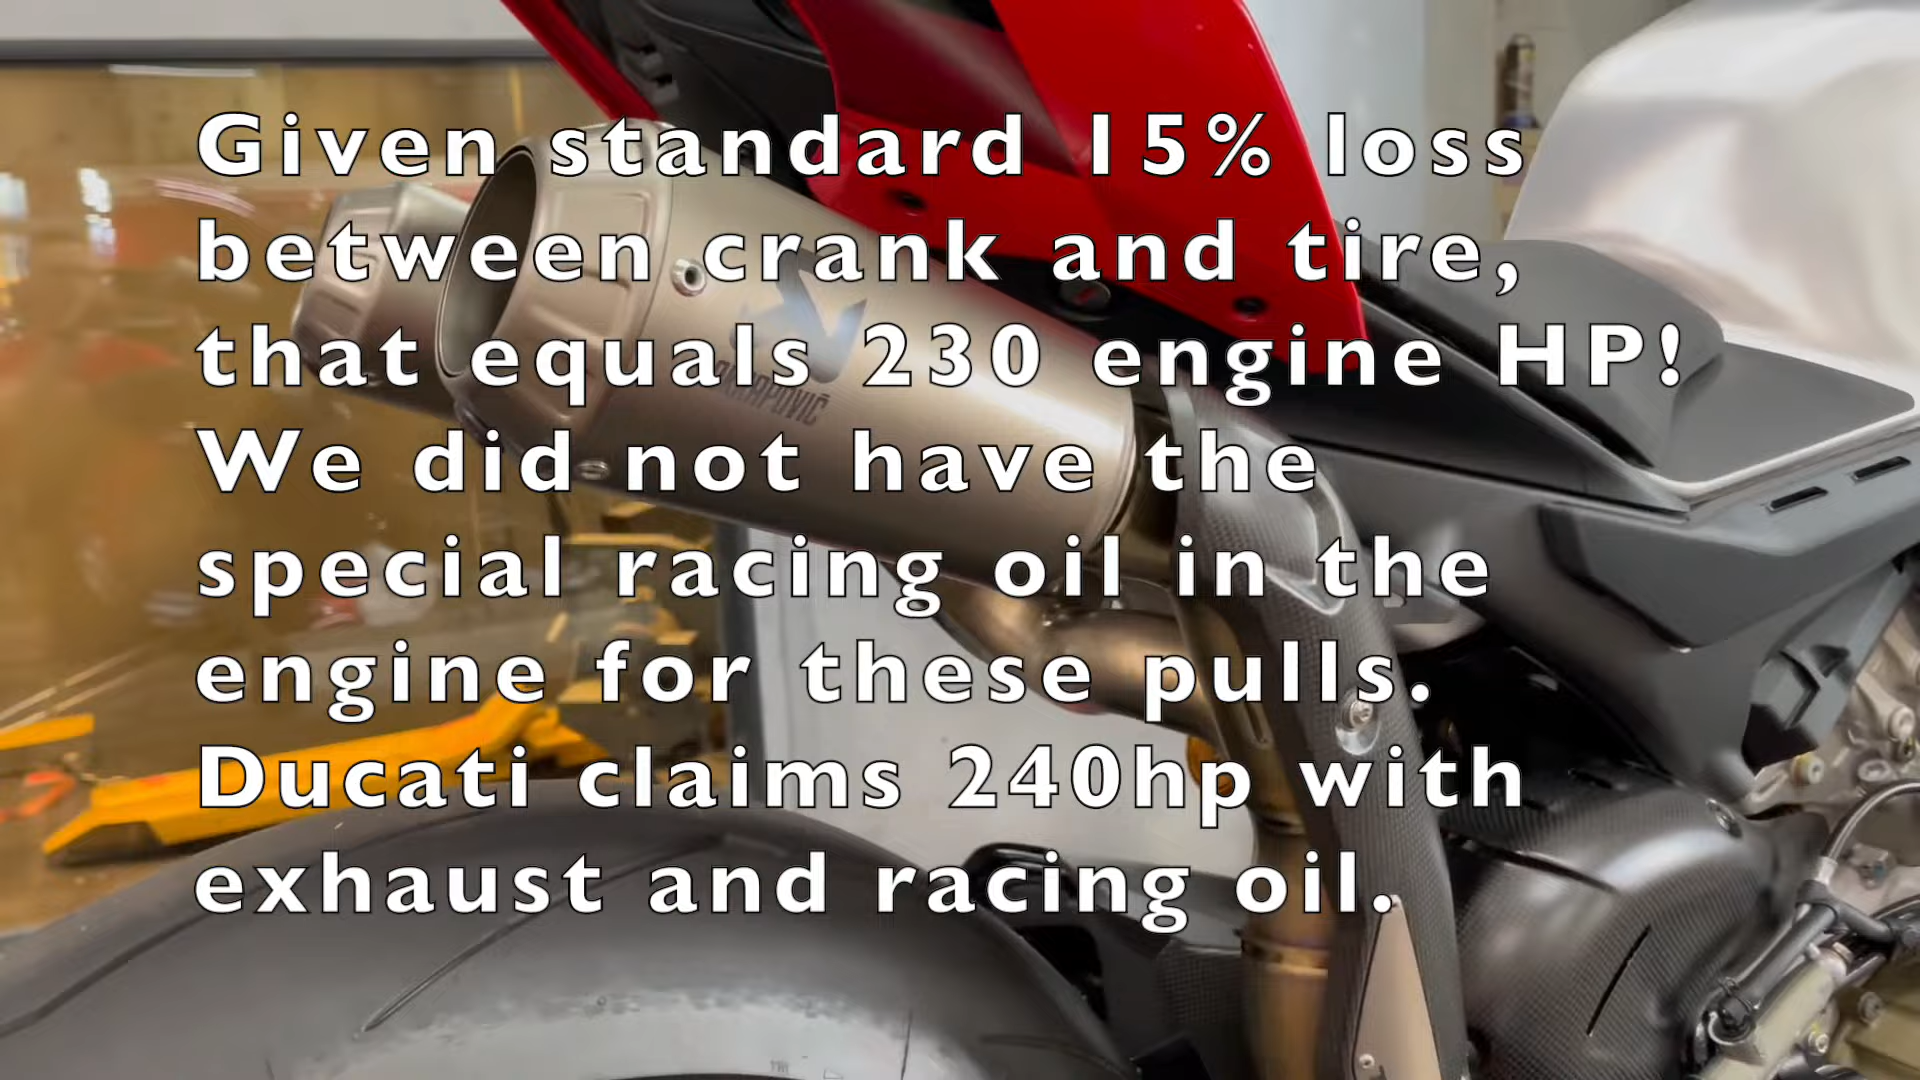 Given standard 15% loss
between crank and tire,
that equals 230 engine HP!
We did not have the
special racing oil in the
engine for these pulls.
Ducati claims 240hp with
exhaust and racing oil.
AKRAPOVIČ